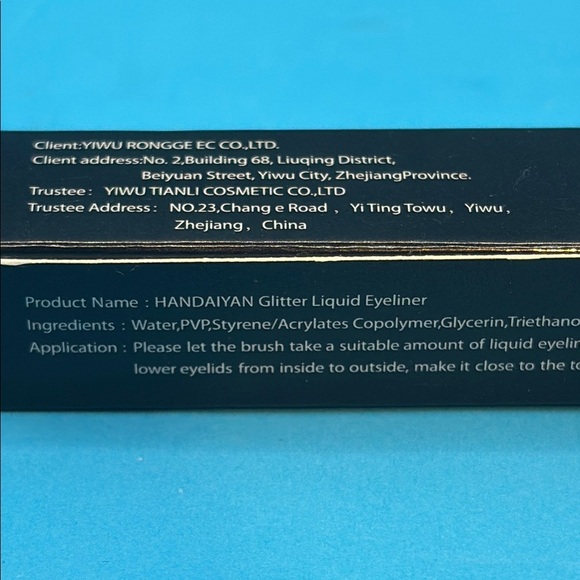 Client:YIWU RONGGE EC CO.,LTD.
Client address:No. 2,Building 68, Liuqing District,
Beiyuan Street, Yiwu City, ZhejiangProvince.
Trustee： YIWU TIANLI COSMETIC CO.,LTD
Trustee Address： NO.23,Chang e Road 、 Yi Ting Towu、 Yiwu、
Zhejiang、 China
Product Name : HANDAIYAN Glitter Liquid Eyeliner
Ingredients : Water,PVP,Styrene/Acrylates Copolymer,Glycerin,Triethano
Application : Please let the brush take a suitable amount of liquid eyelin
lower eyelids from inside to outside, make it close to the